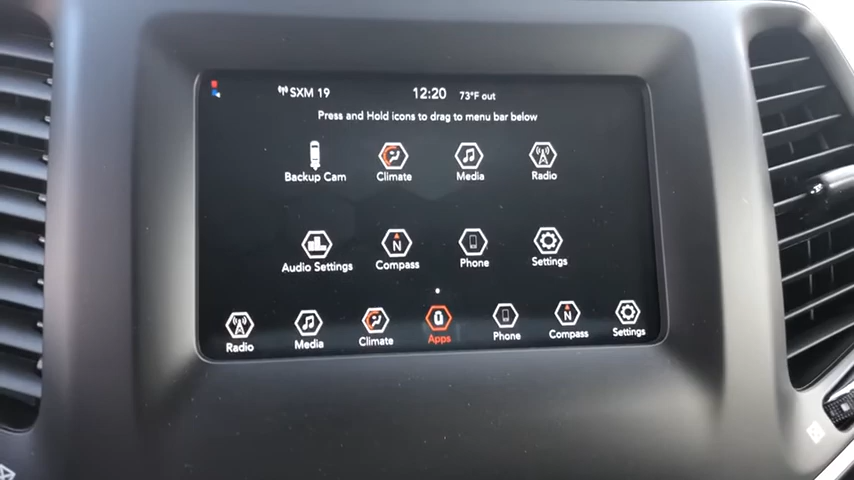 SXM 19 12:20 73°F out
Press and Hold icons to drag to menu bar below
Backup Cam Climate Media Radio
N
Audio Settings Compass Phone Settings
N
Radio Media Climate Apps Phone Compass Settings